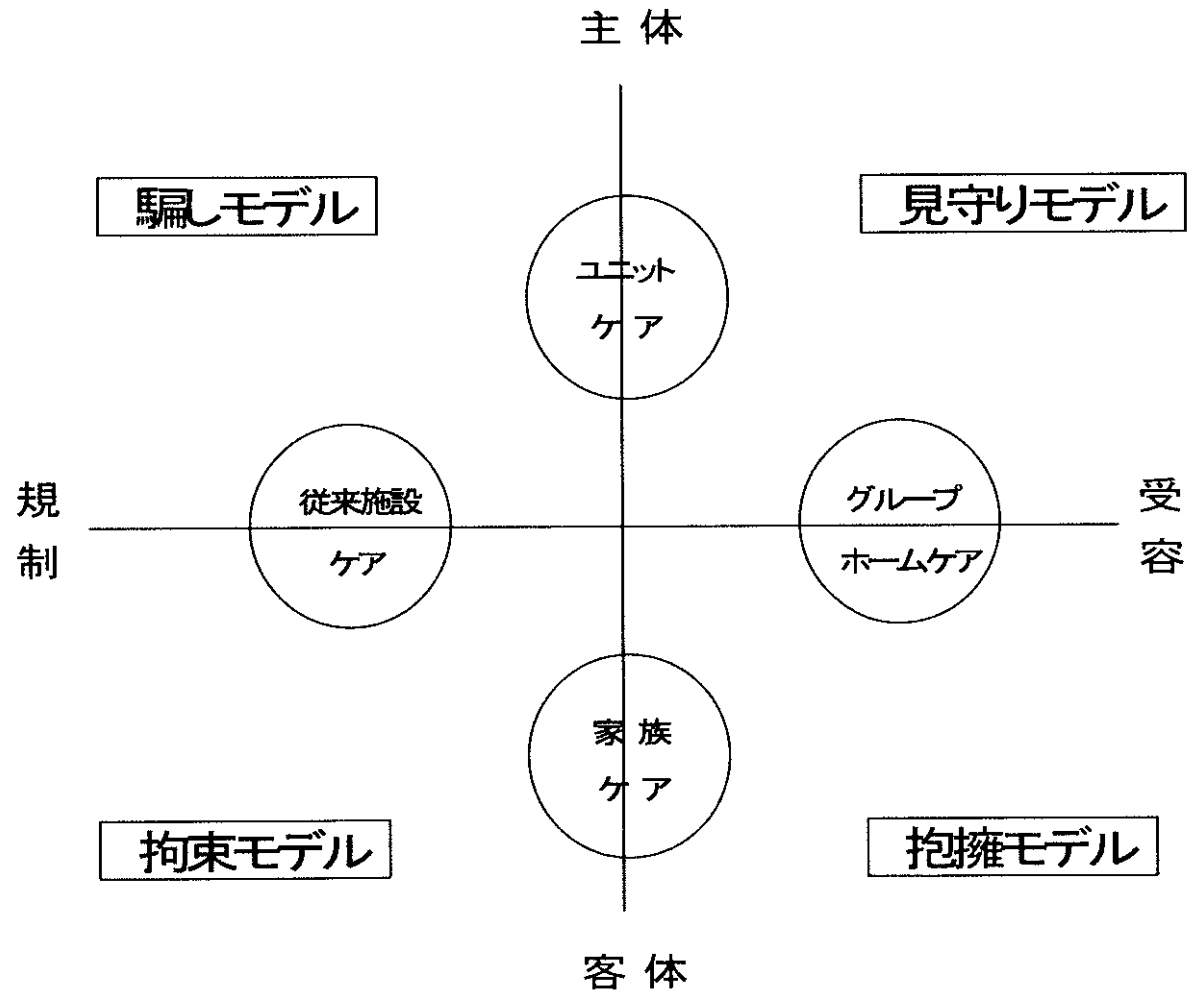 主体
騙しモデル
見守りモデル
ユニット
ケア
規
制
従来施設
ケア
グループ
ホームケア
受
容
家族
ケア
拘束モデル
抱擁モデル
客体